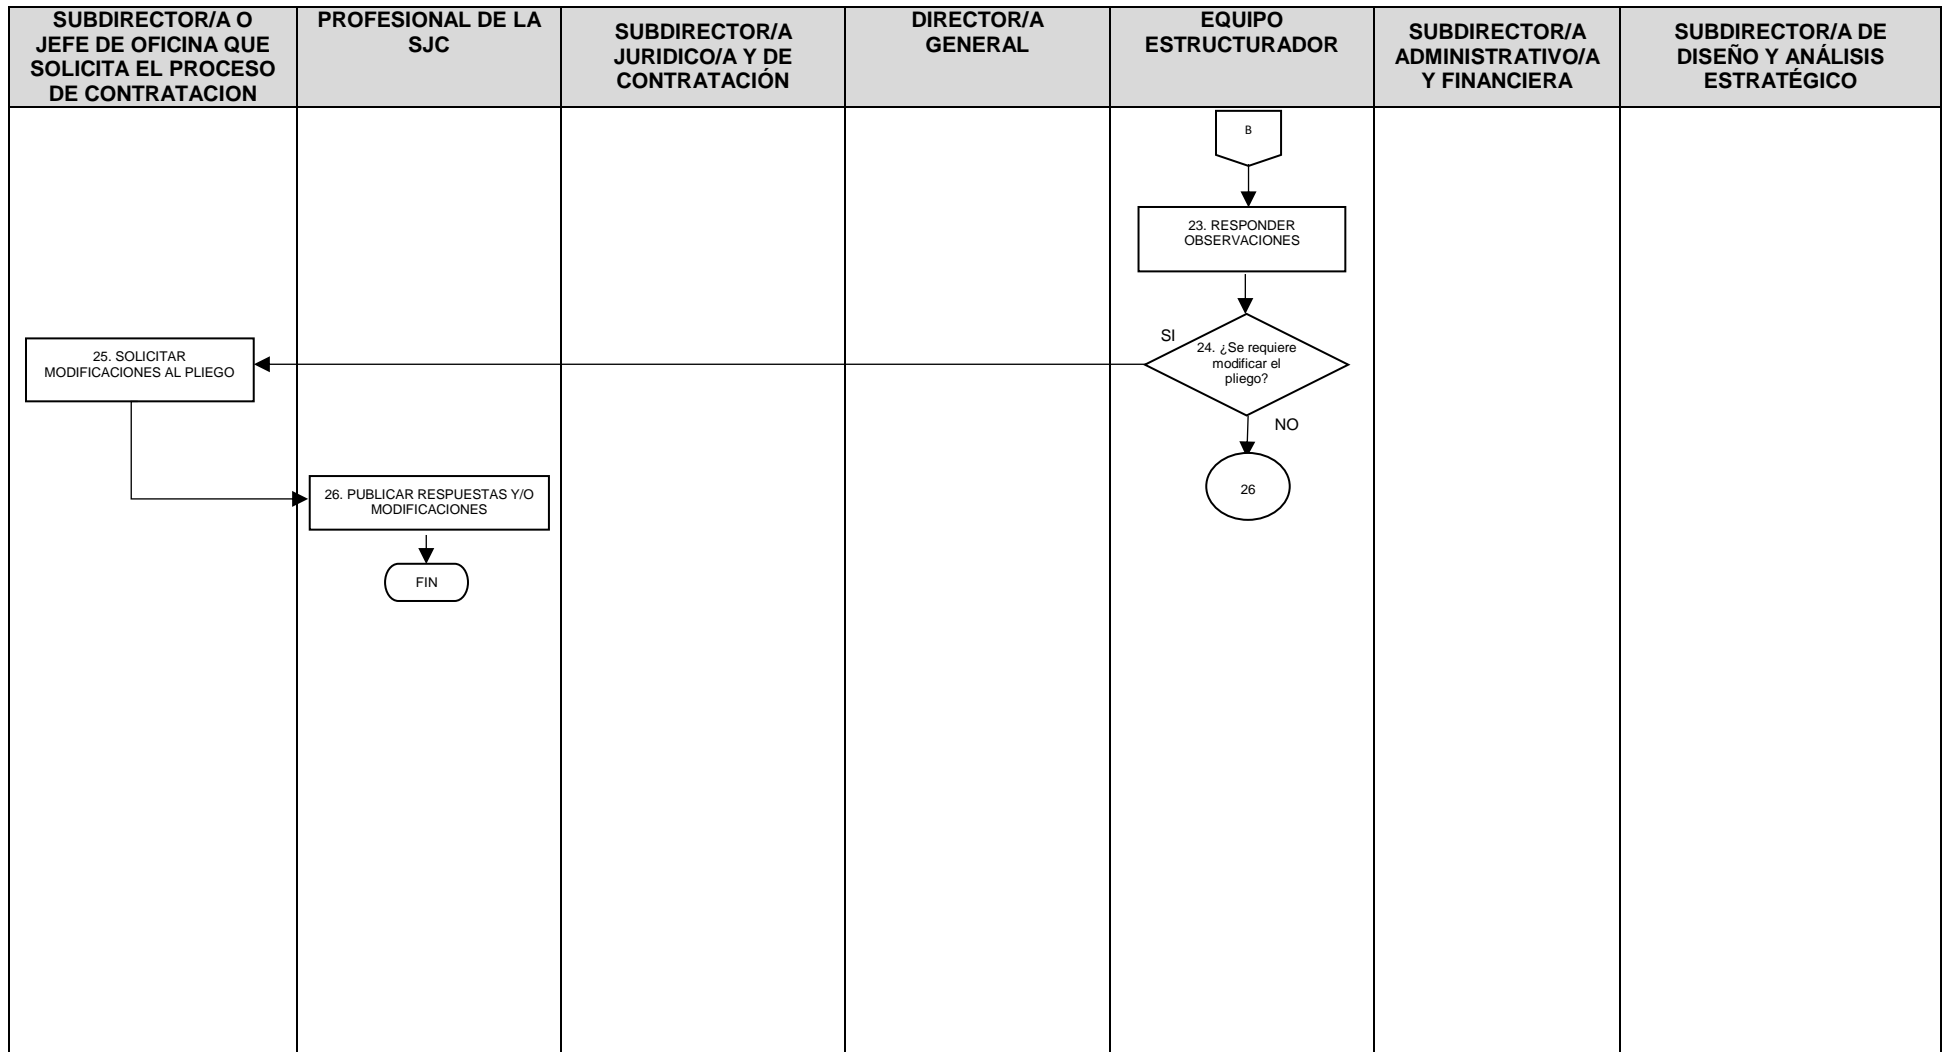 SUBDIRECTOR/A O
JEFE DE OFICINA QUE
SOLICITA EL PROCESO
DE CONTRATACION
PROFESIONAL DE LA
SJC
SUBDIRECTOR/A
JURIDICO/A Y DE
CONTRATACIÓN
DIRECTOR/A
GENERAL
EQUIPO
ESTRUCTURADOR
SUBDIRECTOR/A
ADMINISTRATIVO/A
Y FINANCIERA
SUBDIRECTOR/A DE
DISEÑO Y ANÁLISIS
ESTRATÉGICO
B
23. RESPONDER
OBSERVACIONES
SI
24. ¿Se requiere
modificar el
pliego?
25. SOLICITAR
MODIFICACIONES AL PLIEGO
NO
26
26. PUBLICAR RESPUESTAS Y/O
MODIFICACIONES
FIN